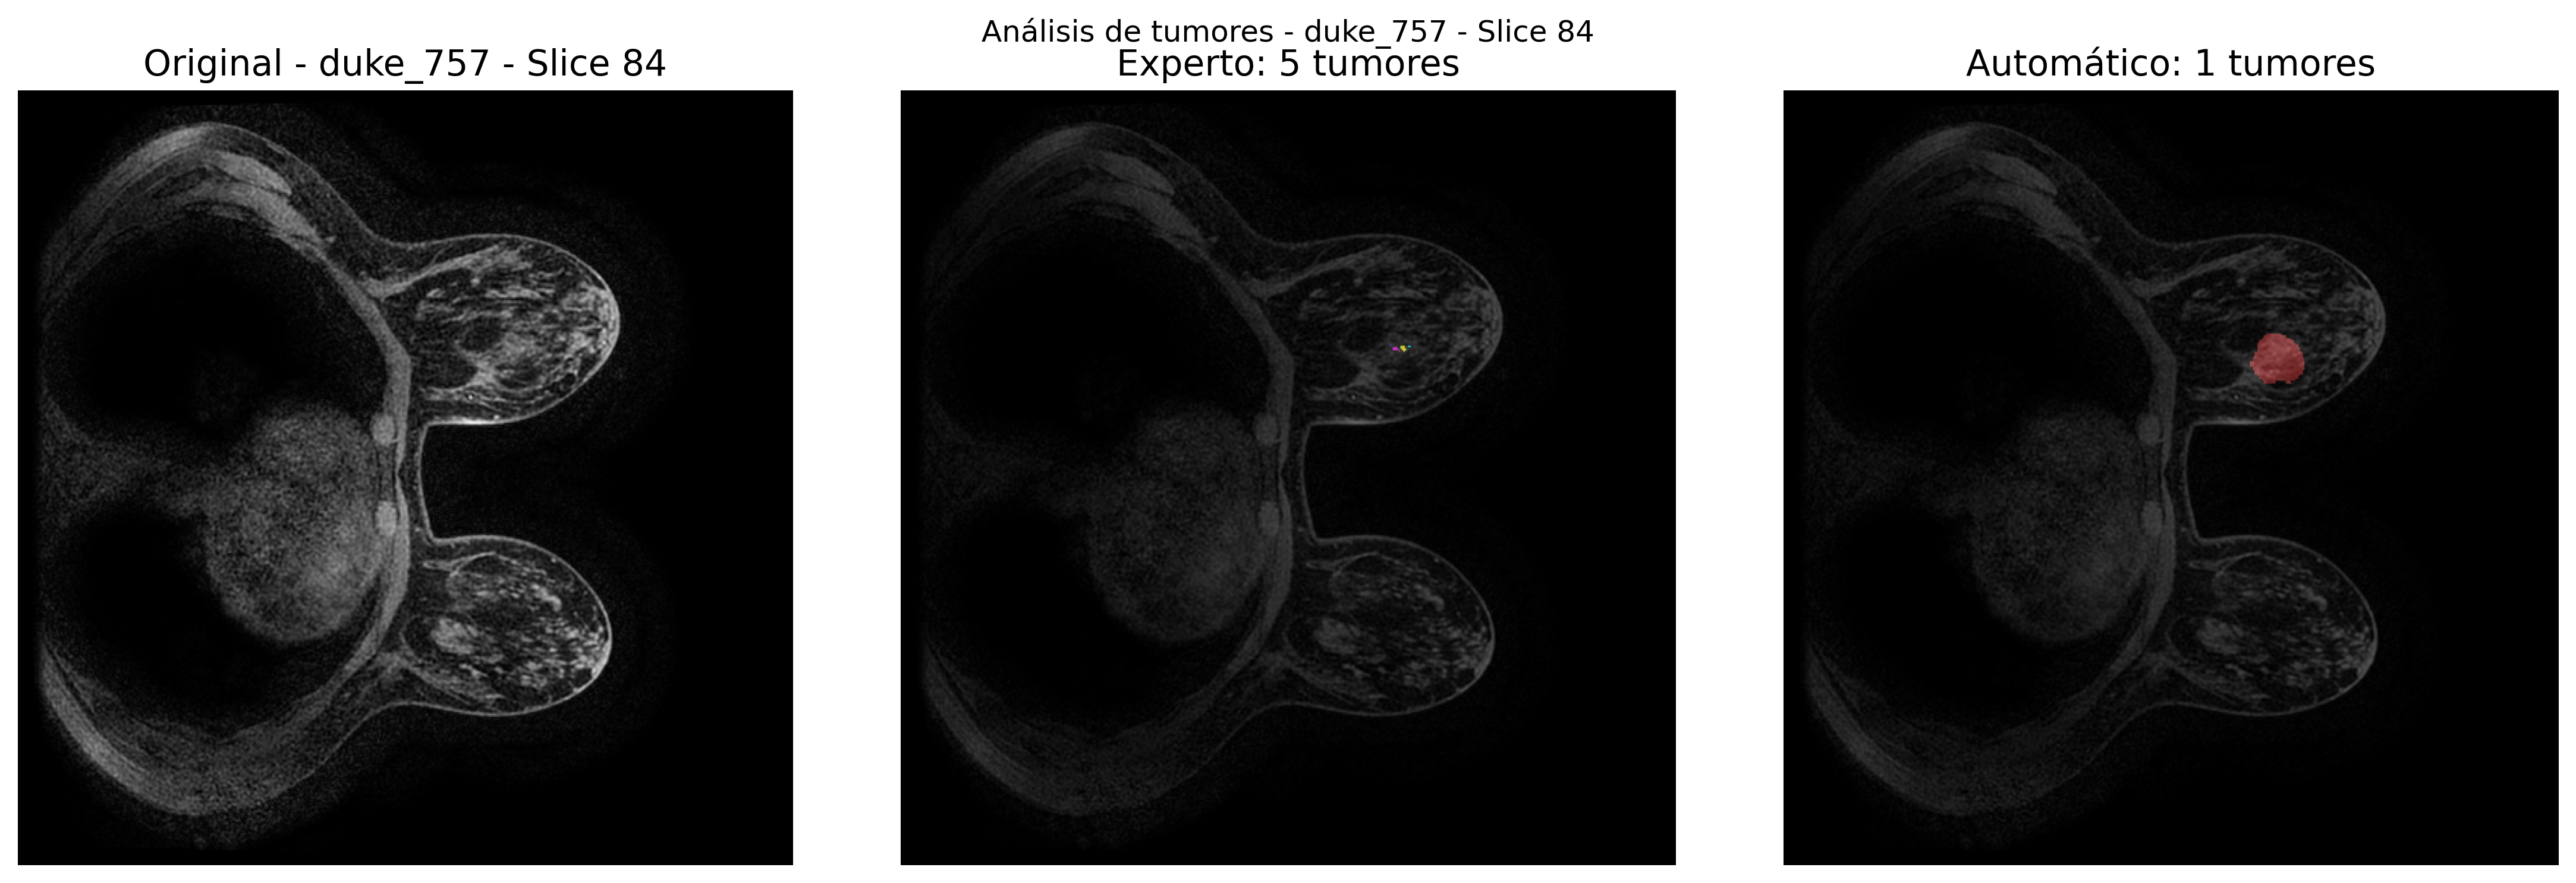 Análisis de tumores - duke_757 - Slice 84
Original - duke_757 - Slice 84
Experto: 5 tumores
Automático: 1 tumores